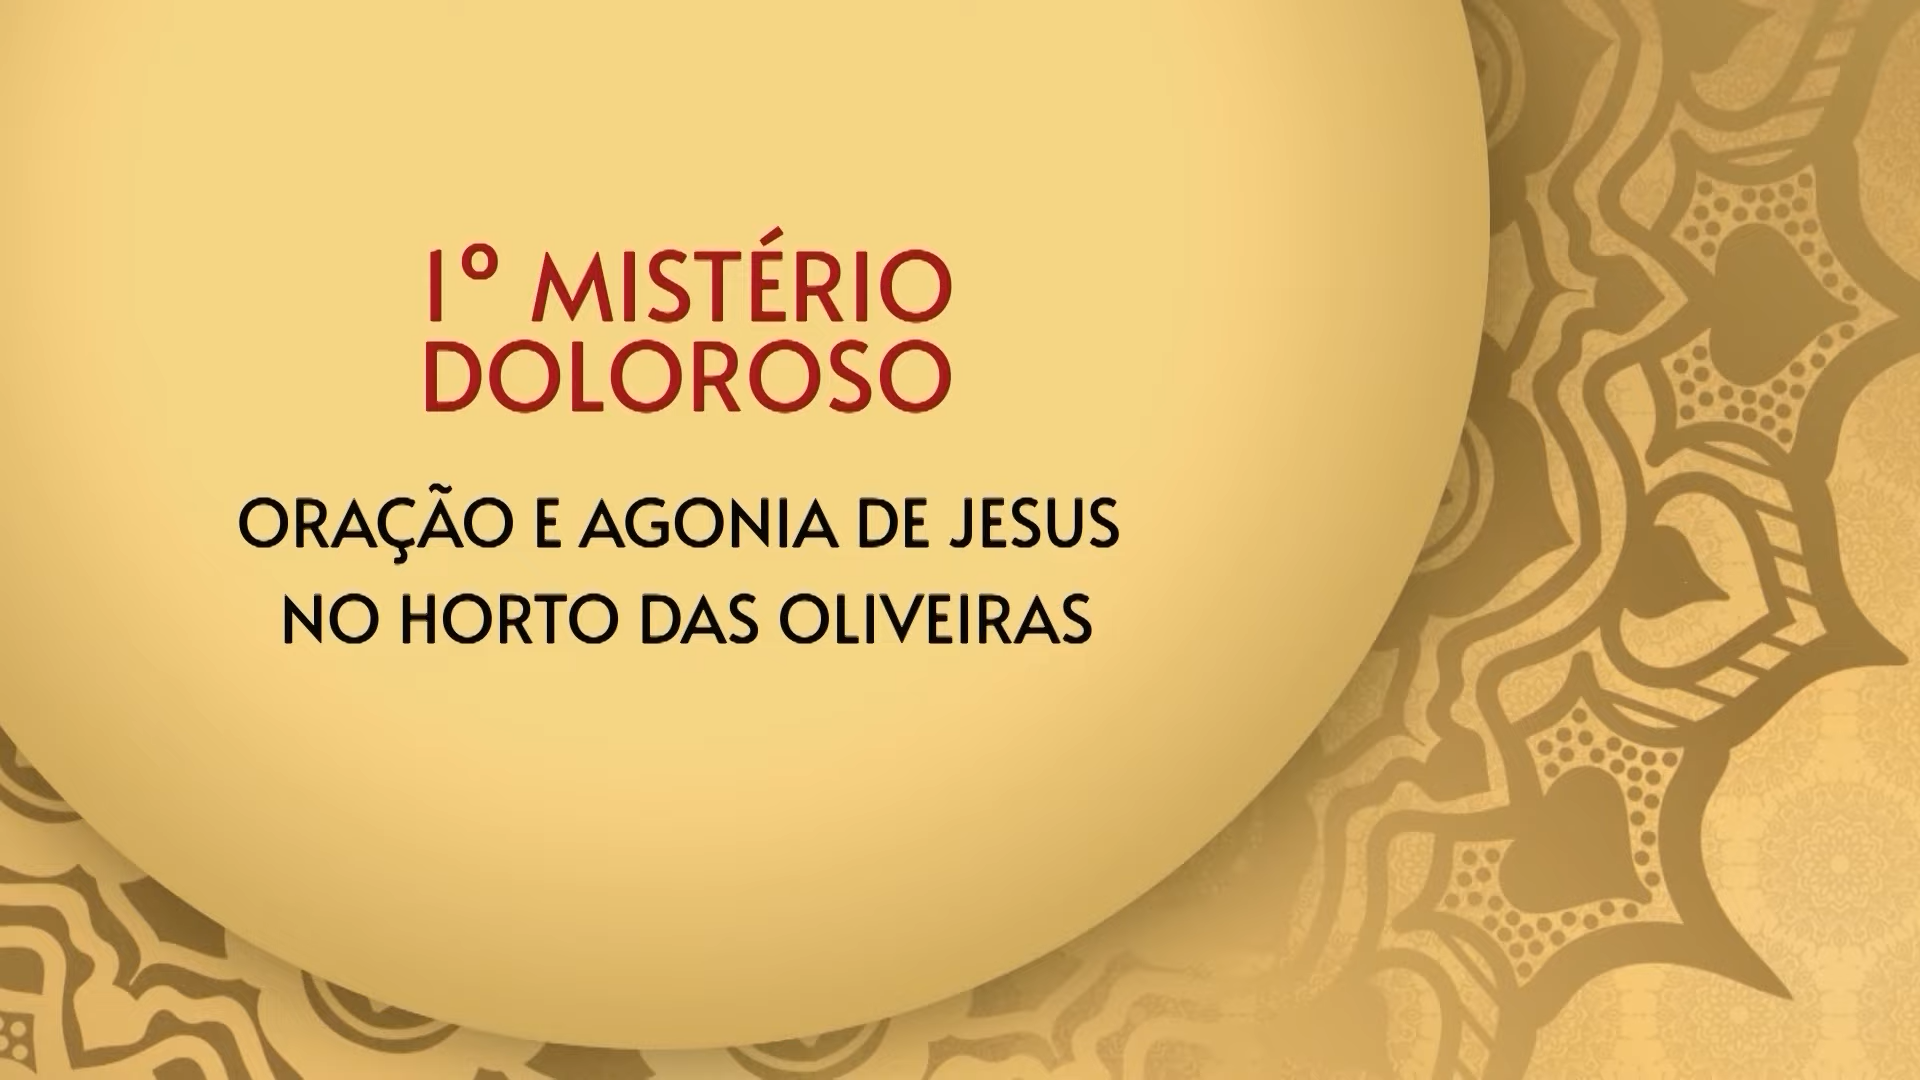 1º MISTÉRIO
DOLOROSO
ORAÇÃO E AGONIA DE JESUS
NO HORTO DAS OLIVEIRAS